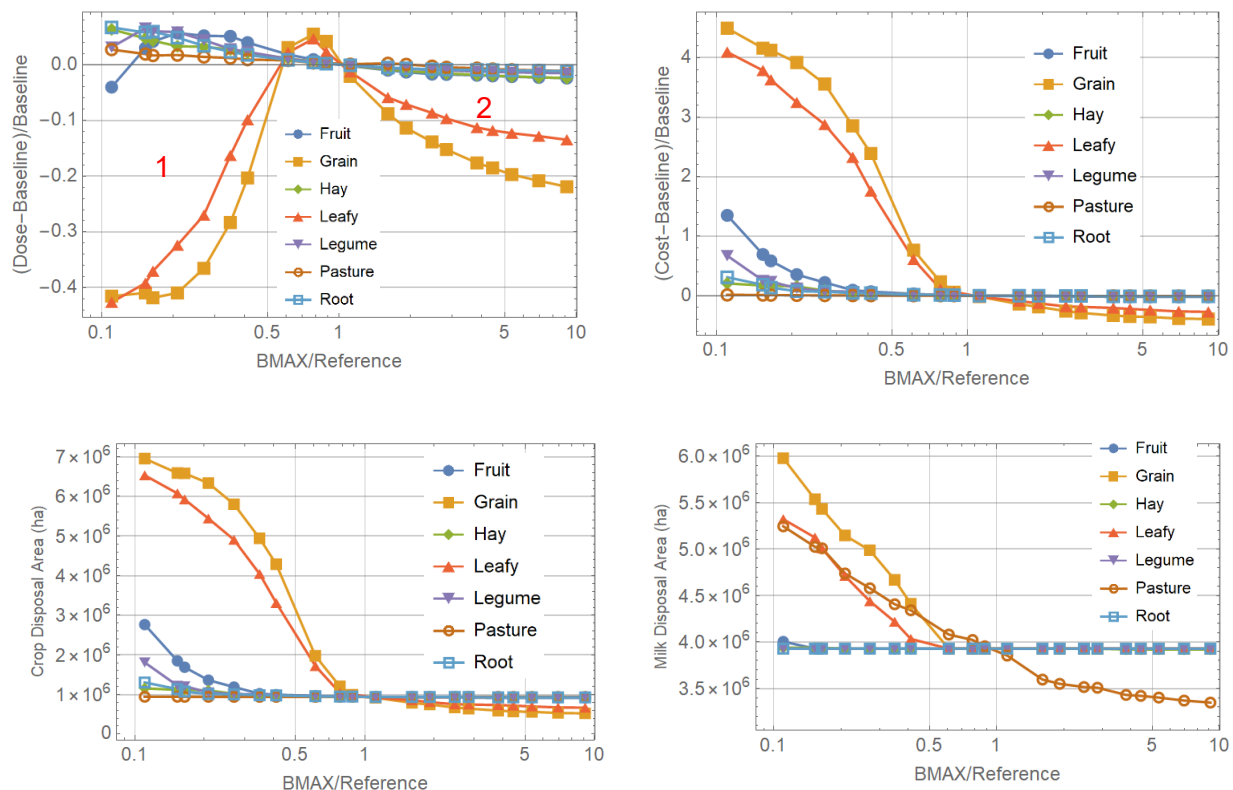 (Dose−Baseline)/Baseline
0.0
−0.1
−0.2
−0.3
−0.4
1
2
Fruit
Grain
Hay
Leafy
Legume
Pasture
Root
0.1
0.5
1
5
10
BMAX/Reference
(Cost−Baseline)/Baseline
4
3
2
1
0
Fruit
Grain
Hay
Leafy
Legume
Pasture
Root
0.1
0.5
1
5
10
BMAX/Reference
Crop Disposal Area (ha)
7 × 10⁶
6 × 10⁶
5 × 10⁶
4 × 10⁶
3 × 10⁶
2 × 10⁶
1 × 10⁶
0
Fruit
Grain
Hay
Leafy
Legume
Pasture
Root
0.1
0.5
1
5
10
BMAX/Reference
Milk Disposal Area (ha)
6.0 × 10⁶
5.5 × 10⁶
5.0 × 10⁶
4.5 × 10⁶
4.0 × 10⁶
3.5 × 10⁶
Fruit
Grain
Hay
Leafy
Legume
Pasture
Root
0.1
0.5
1
5
10
BMAX/Reference